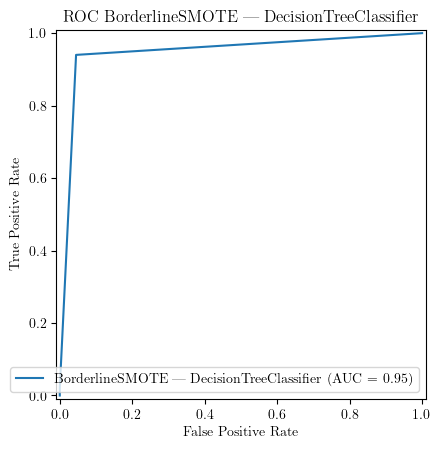 ROC BorderlineSMOTE — DecisionTreeClassifier
1.0
0.8
0.6
0.4
0.2
0.0
True Positive Rate
BorderlineSMOTE — DecisionTreeClassifier (AUC = 0.95)
0.0 0.2 0.4 0.6 0.8 1.0
False Positive Rate